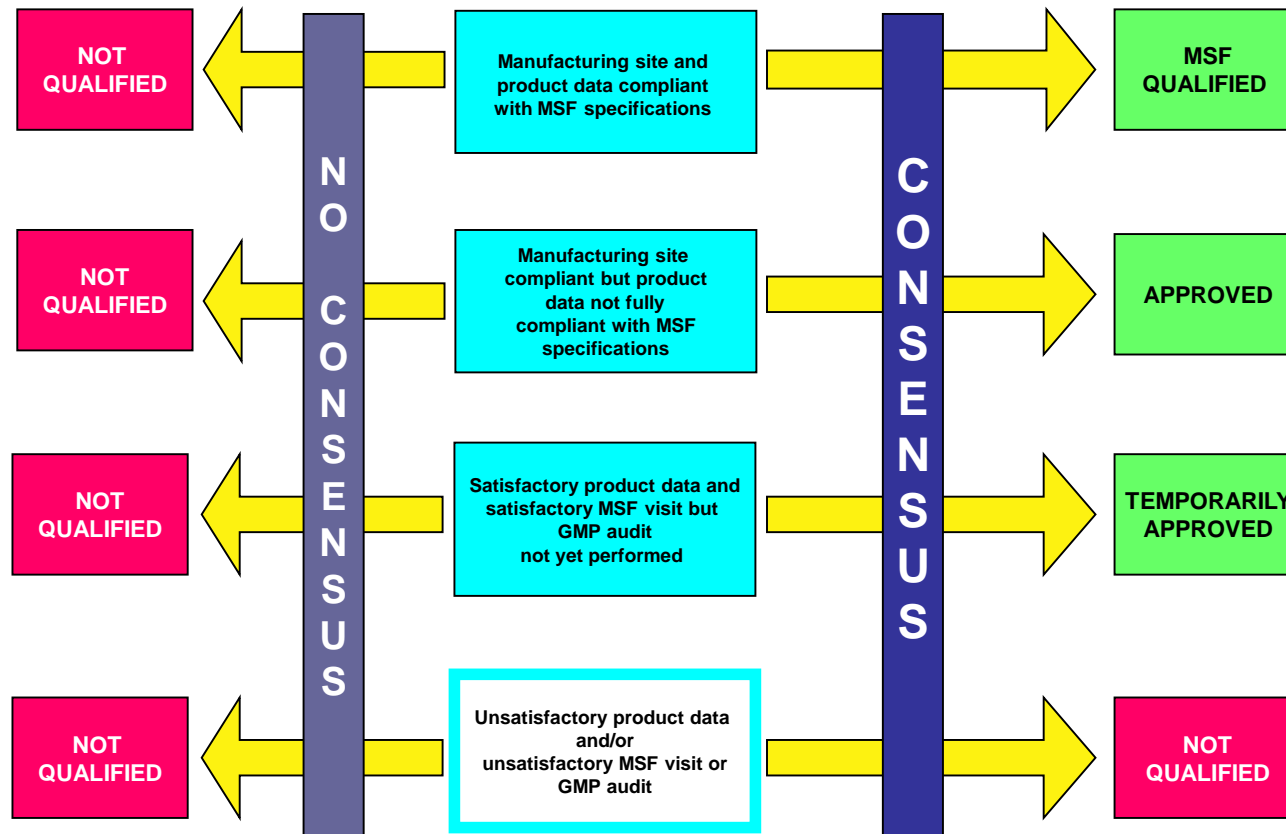 NOT
QUALIFIED
Manufacturing site and
product data compliant
with MSF specifications
MSF
QUALIFIED
NO CONSENSUS
CONSENSUS
NOT
QUALIFIED
Manufacturing site
compliant but product
data not fully
compliant with MSF
specifications
APPROVED
NOT
QUALIFIED
Satisfactory product data and
satisfactory MSF visit but
GMP audit
not yet performed
TEMPORARILY
APPROVED
NOT
QUALIFIED
Unsatisfactory product data
and/or
unsatisfactory MSF visit or
GMP audit
NOT
QUALIFIED